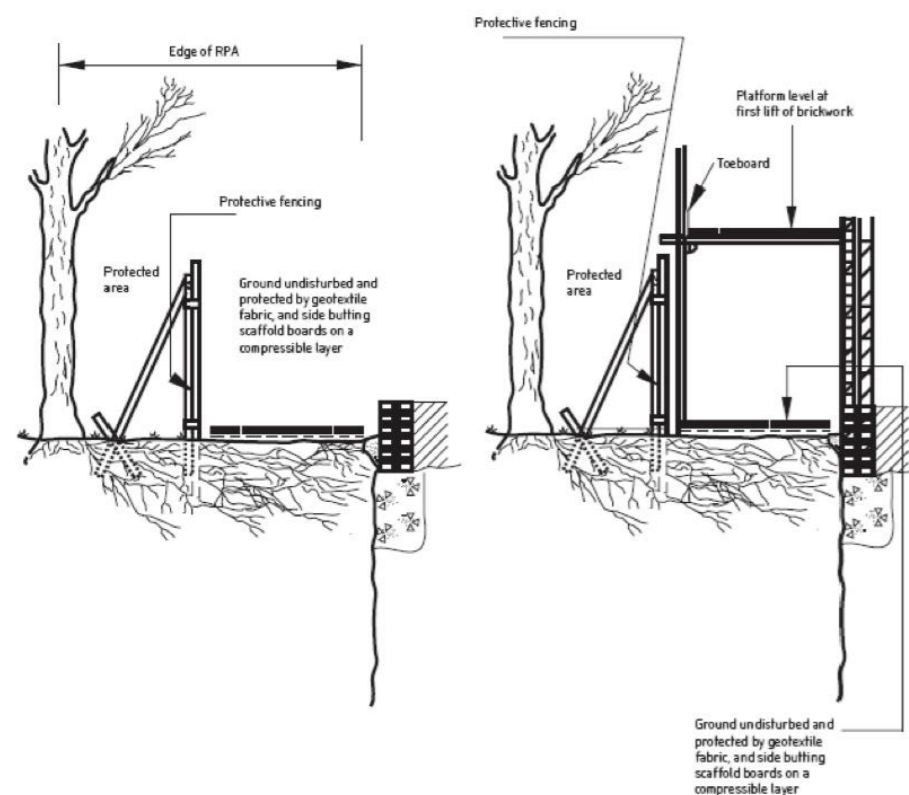 Edge of RPA
Protective fencing
Protected
area
Ground undisturbed and
protected by geotextile
fabric, and side butting
scaffold boards on a
compressible layer
Protective fencing
Platform level at
first lift of brickwork
Toeboard
Protected
area
Ground undisturbed and
protected by geotextile
fabric, and side butting
scaffold boards on a
compressible layer